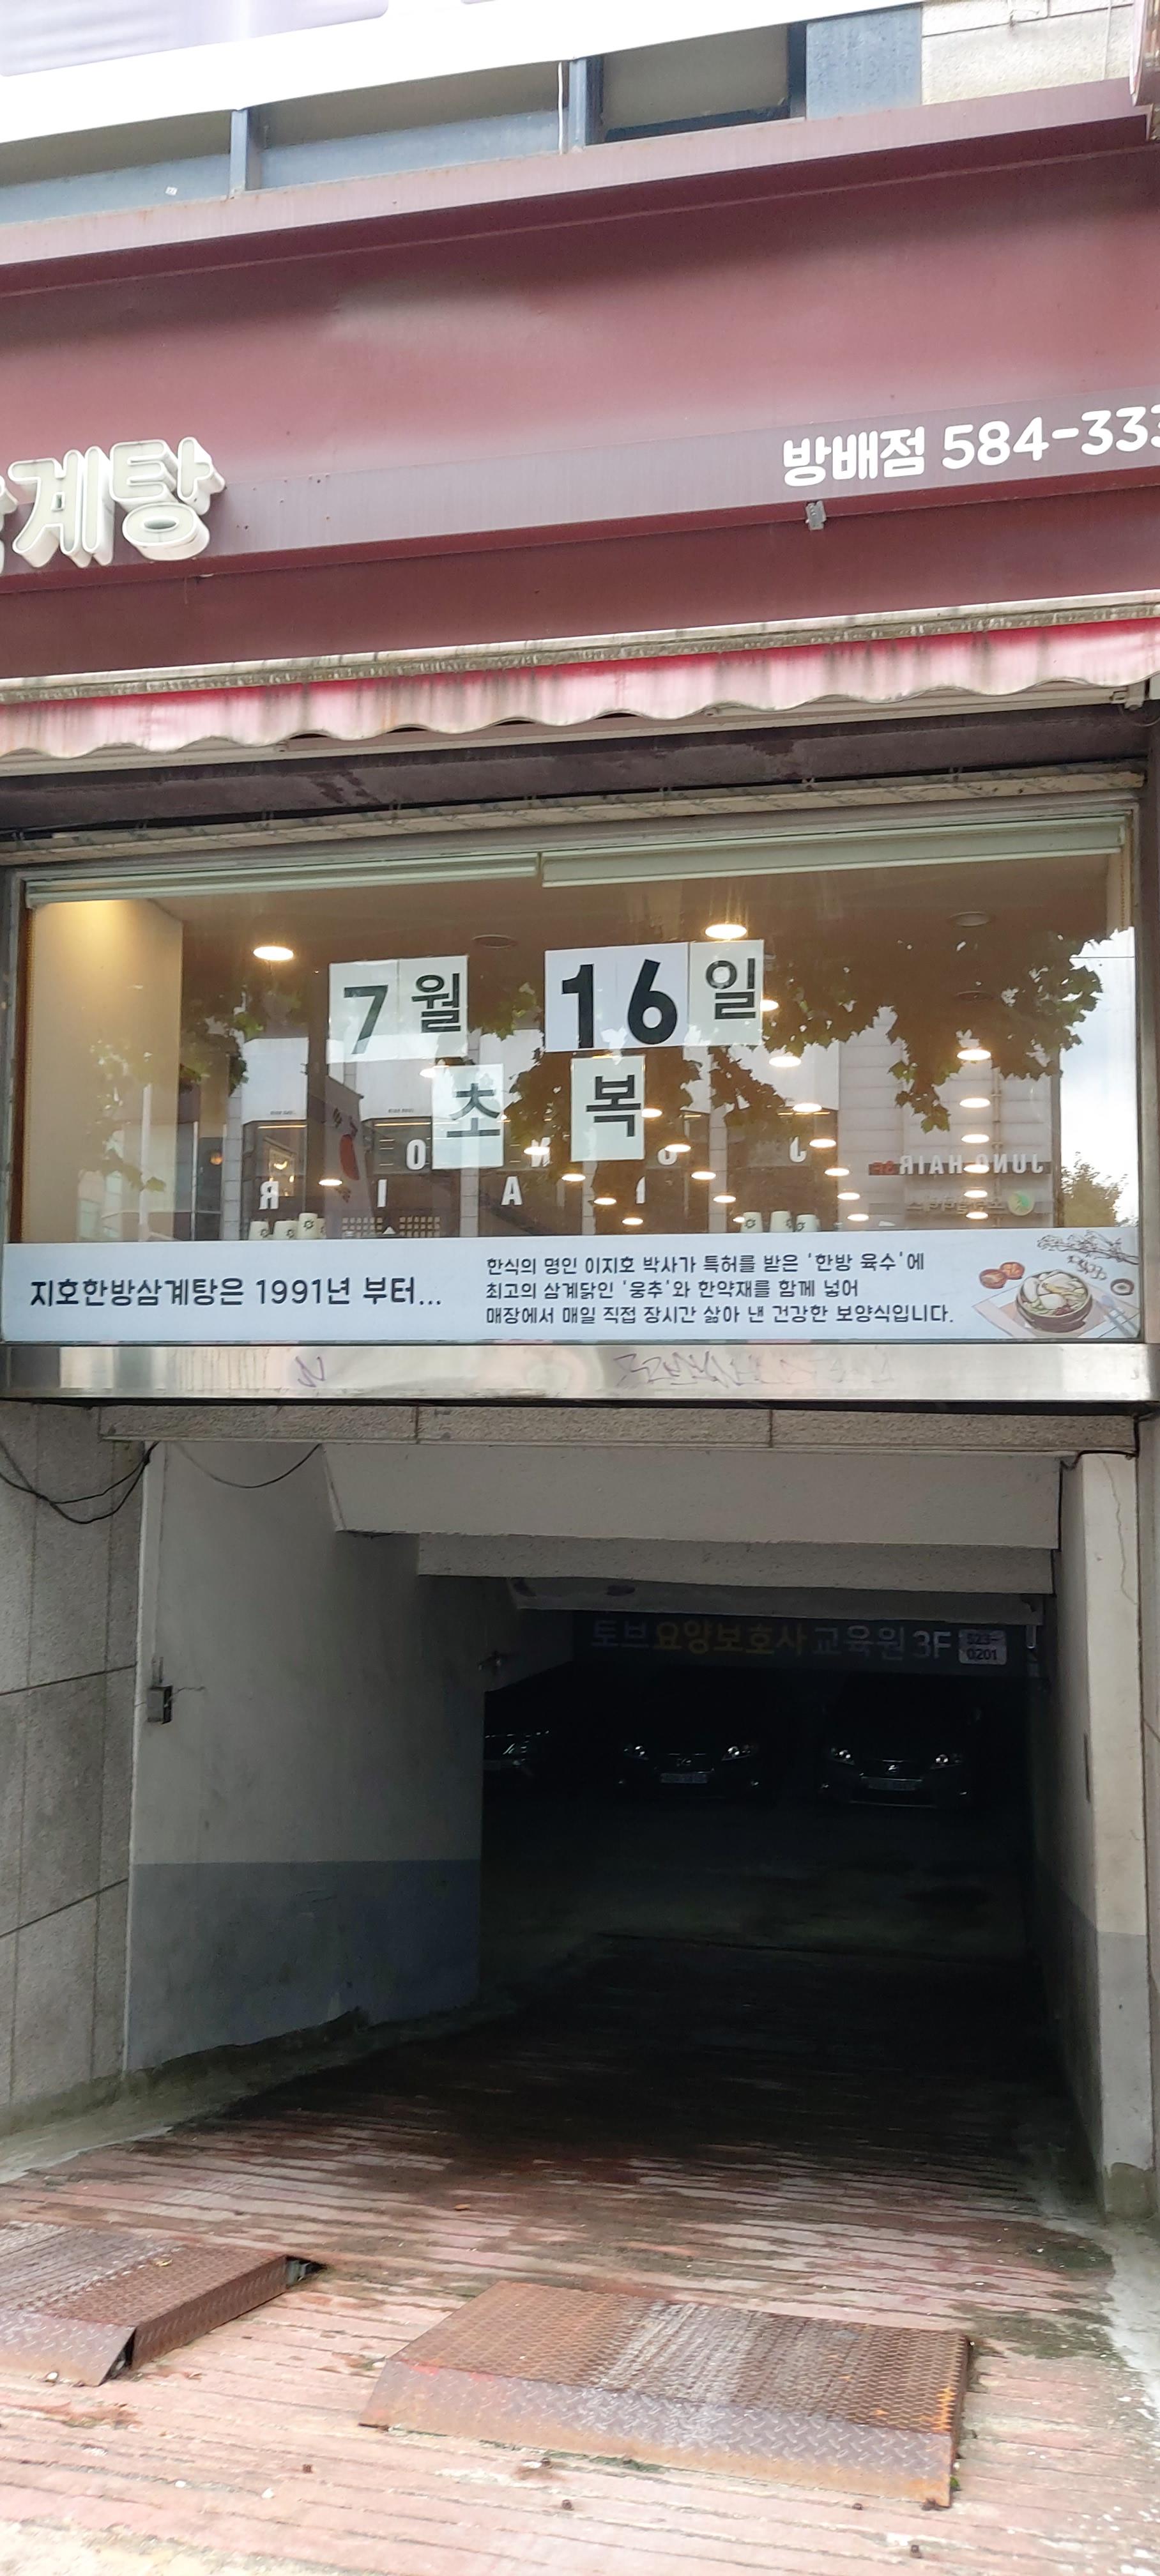 계탕
방배점 584-333
7월 16일
초복
JUNG HAIR
지호한방삼계탕은 1991년 부터...
한식의 명인 이지호 박사가 특허를 받은 '한방 육수'에
최고의 삼계닭인 '웅추'와 한약재를 함께 넣어
매장에서 매일 직접 장시간 삶아 낸 건강한 보양식입니다.
토브요양보호사교육원 3F 523-0201